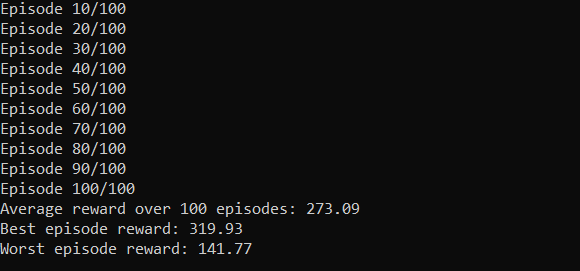 Episode 10/100
Episode 20/100
Episode 30/100
Episode 40/100
Episode 50/100
Episode 60/100
Episode 70/100
Episode 80/100
Episode 90/100
Episode 100/100
Average reward over 100 episodes: 273.09
Best episode reward: 319.93
Worst episode reward: 141.77